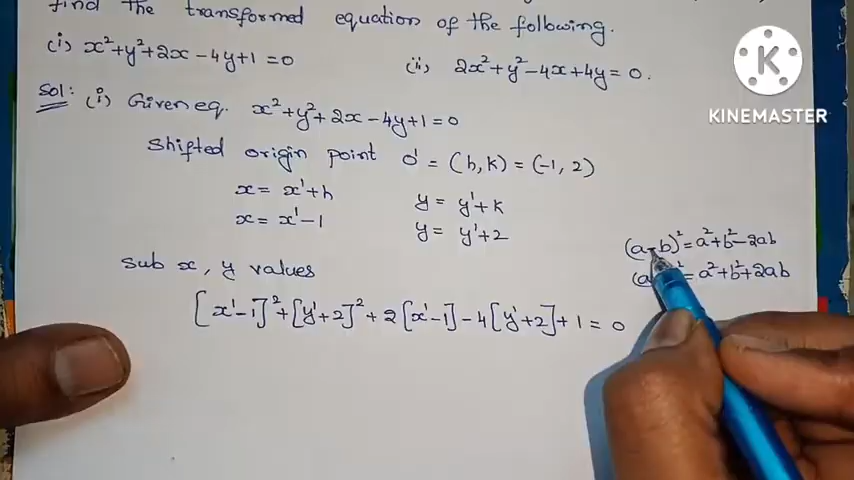 find the transformed equation of the following.
(i) x²+y²+2x-4y+1=0 (ii) 2x²+y²-4x+4y=0.
Sol: (i) Given eq. x²+y²+2x-4y+1=0
Shifted origin point O' = (h, k) = (-1, 2)
x = x'+h y = y'+k
x = x'-1 y = y'+2
(a-b)²=a²+b²-2ab
(a ² = a²+b²+2ab
Sub x, y values
[x'-1]²+[y'+2]²+2[x'-1]-4[y'+2]+1=0
K
KINEMASTER